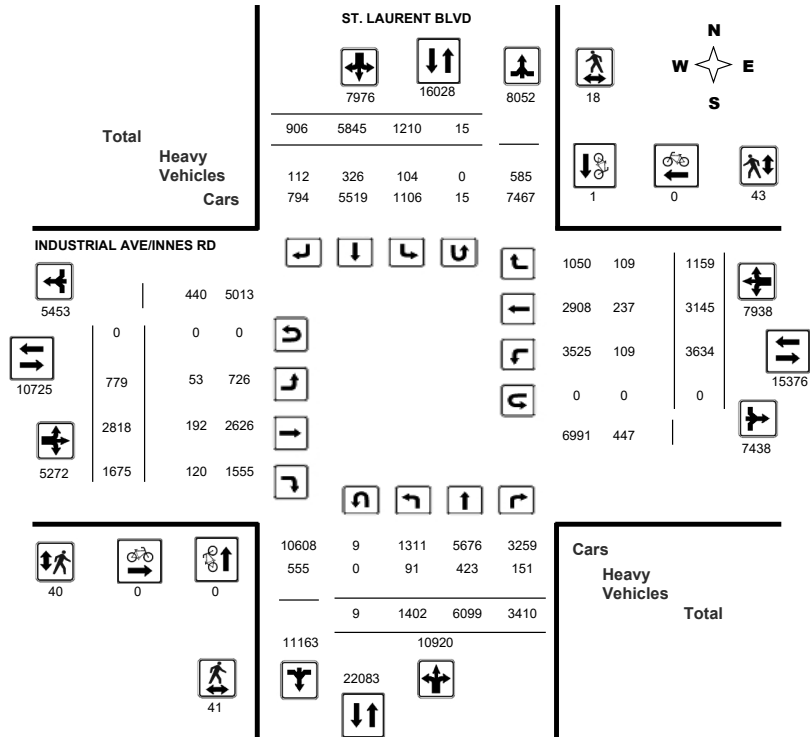 ST. LAURENT BLVD
N
W E
S
7976 16028 8052 18
Total
906 5845 1210 15
Heavy
Vehicles
112 326 104 0 585
Cars
794 5519 1106 15 7467
1 0 43
INDUSTRIAL AVE/INNES RD
5453
440 5013
0 0 0
10725
779 53 726
2818 192 2626
5272
1675 120 1555
1050 109 1159
2908 237 3145
7938
3525 109 3634
15376
0 0 0
6991 447
7438
10608 9 1311 5676 3259
555 0 91 423 151
9 1402 6099 3410
11163 10920
22083
40 0 0
41
Cars
Heavy
Vehicles
Total